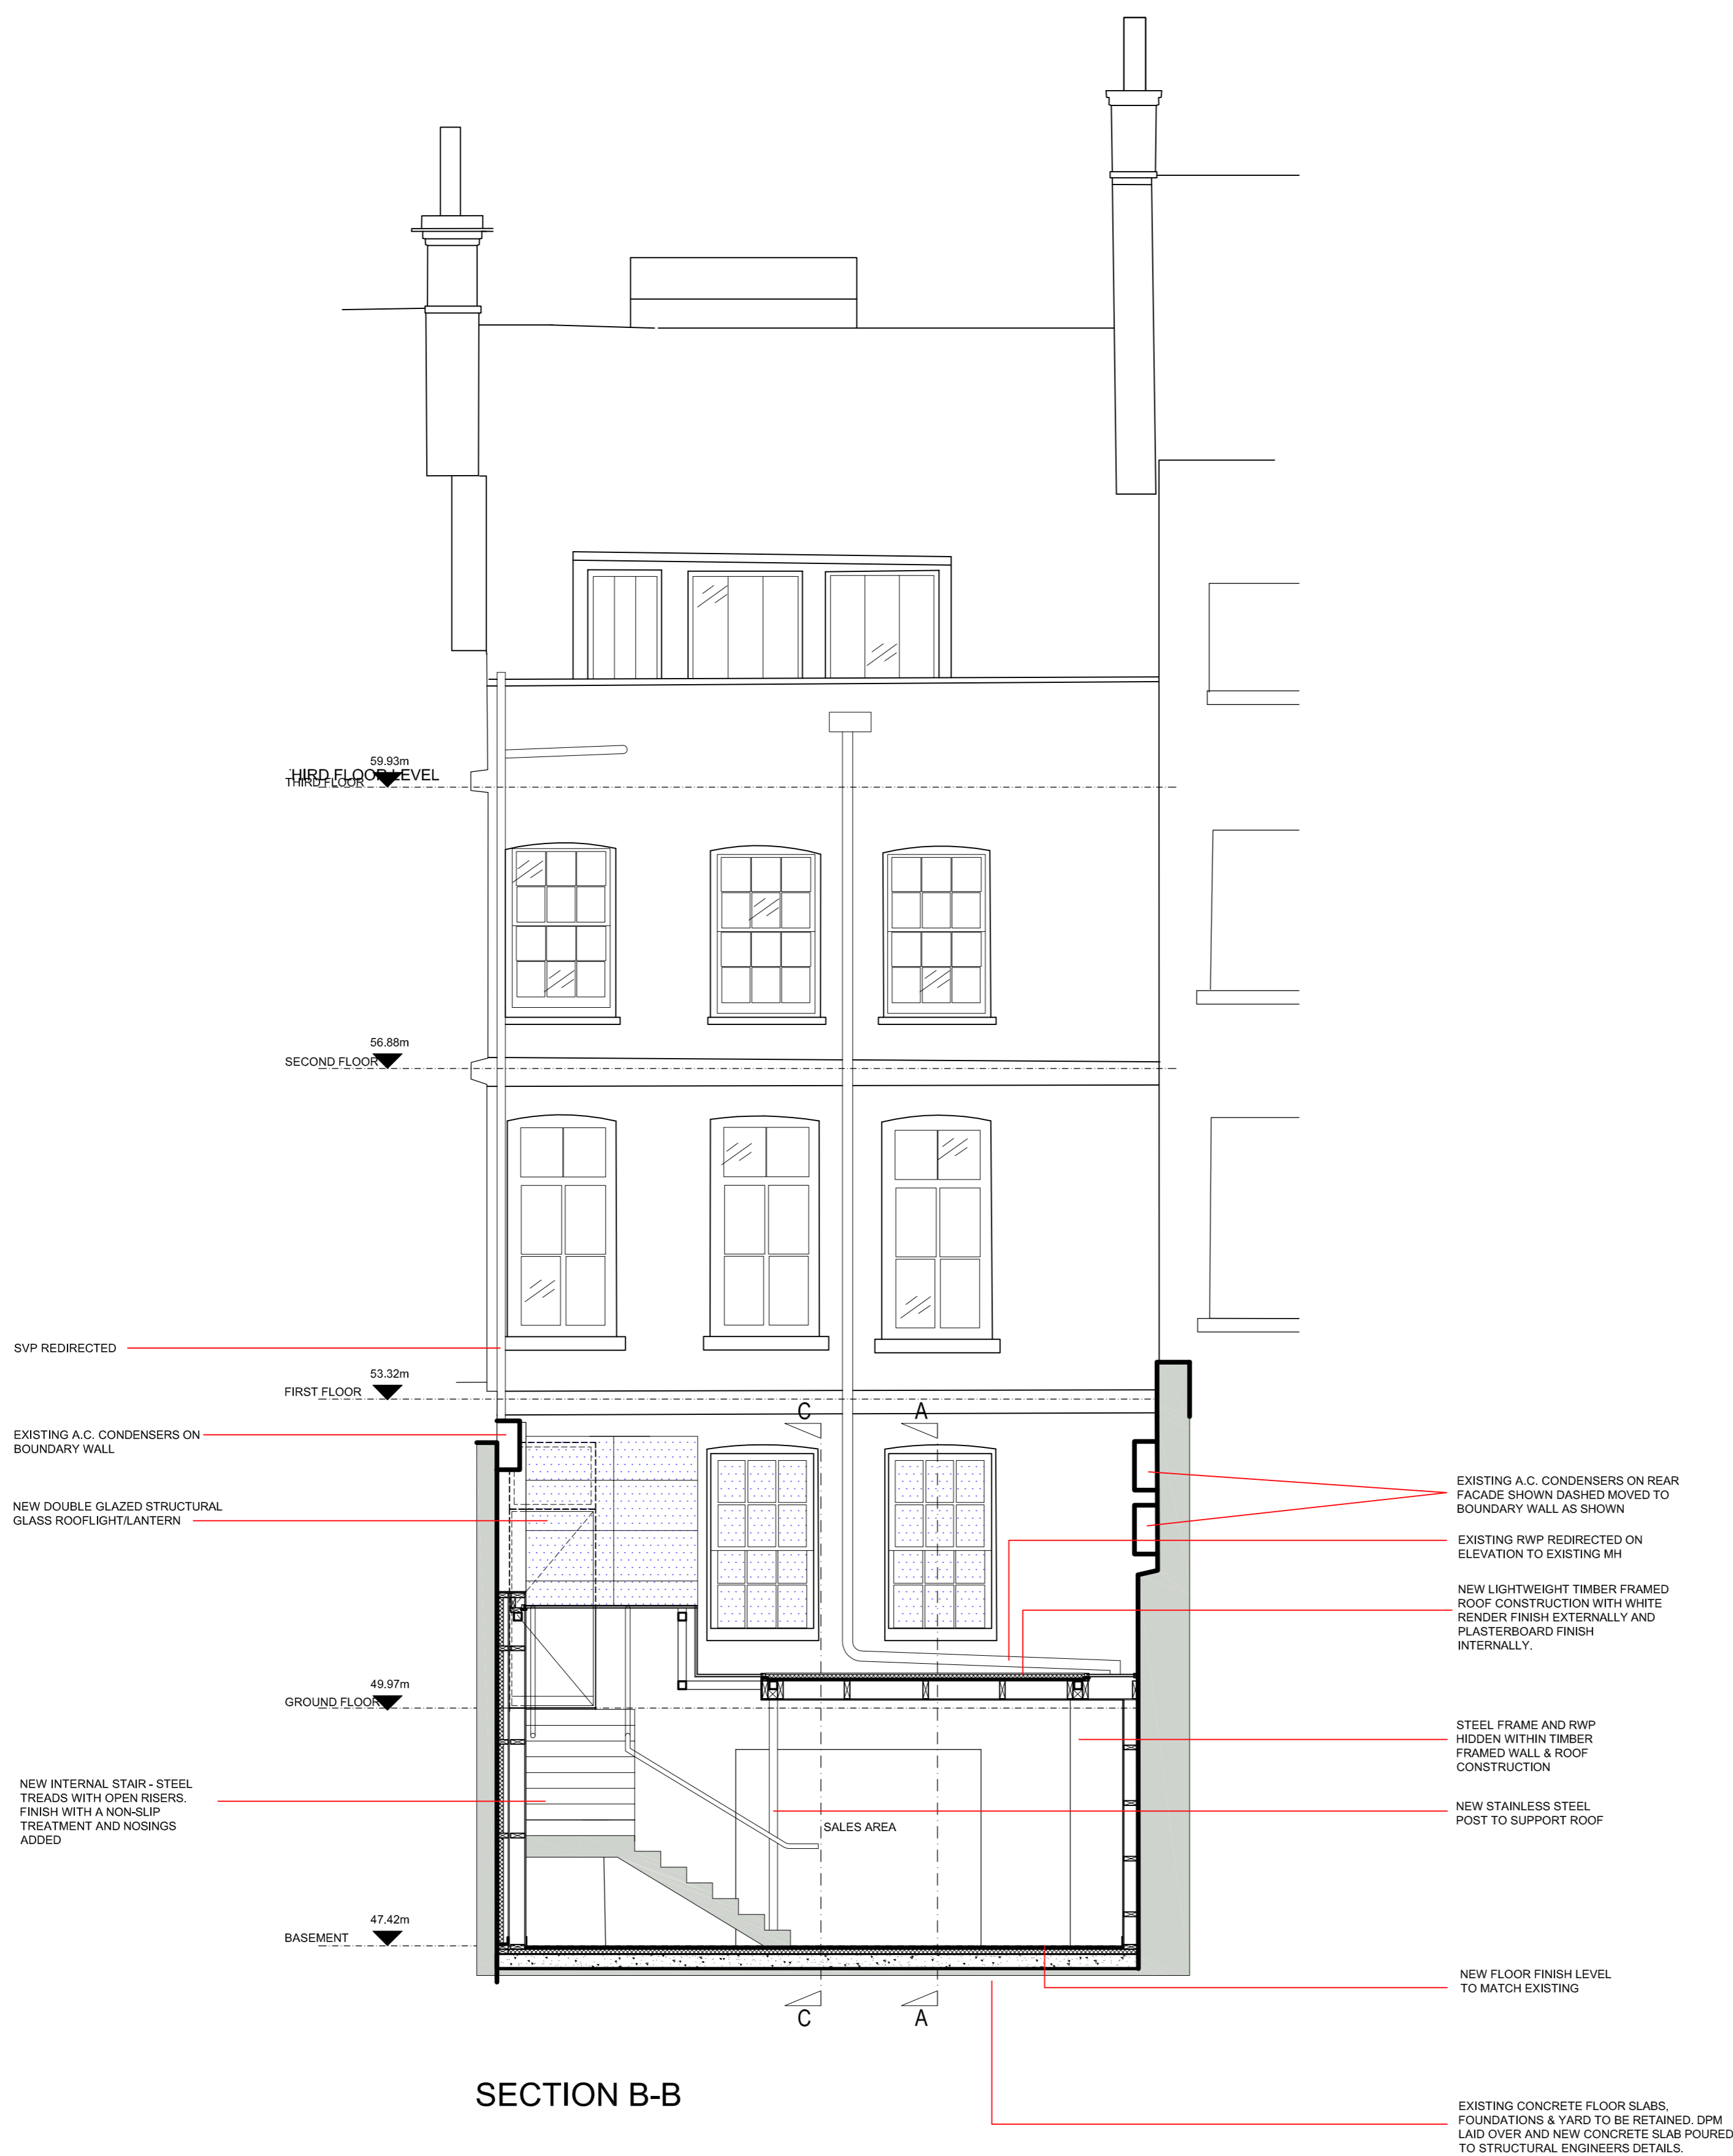 59.93m
THIRD FLOOR LEVEL
THIRD FLOOR
56.88m
SECOND FLOOR
SVP REDIRECTED
53.32m
FIRST FLOOR
C
A
EXISTING A.C. CONDENSERS ON
BOUNDARY WALL
EXISTING A.C. CONDENSERS ON REAR
FACADE SHOWN DASHED MOVED TO
BOUNDARY WALL AS SHOWN
NEW DOUBLE GLAZED STRUCTURAL
GLASS ROOFLIGHT/LANTERN
EXISTING RWP REDIRECTED ON
ELEVATION TO EXISTING MH
NEW LIGHTWEIGHT TIMBER FRAMED
ROOF CONSTRUCTION WITH WHITE
RENDER FINISH EXTERNALLY AND
PLASTERBOARD FINISH
INTERNALLY.
49.97m
GROUND FLOOR
STEEL FRAME AND RWP
HIDDEN WITHIN TIMBER
FRAMED WALL & ROOF
CONSTRUCTION
NEW INTERNAL STAIR - STEEL
TREADS WITH OPEN RISERS.
FINISH WITH A NON-SLIP
TREATMENT AND NOSINGS
ADDED
NEW STAINLESS STEEL
POST TO SUPPORT ROOF
SALES AREA
47.42m
BASEMENT
NEW FLOOR FINISH LEVEL
TO MATCH EXISTING
C
A
SECTION B-B
EXISTING CONCRETE FLOOR SLABS,
FOUNDATIONS & YARD TO BE RETAINED. DPM
LAID OVER AND NEW CONCRETE SLAB POURED
TO STRUCTURAL ENGINEERS DETAILS.